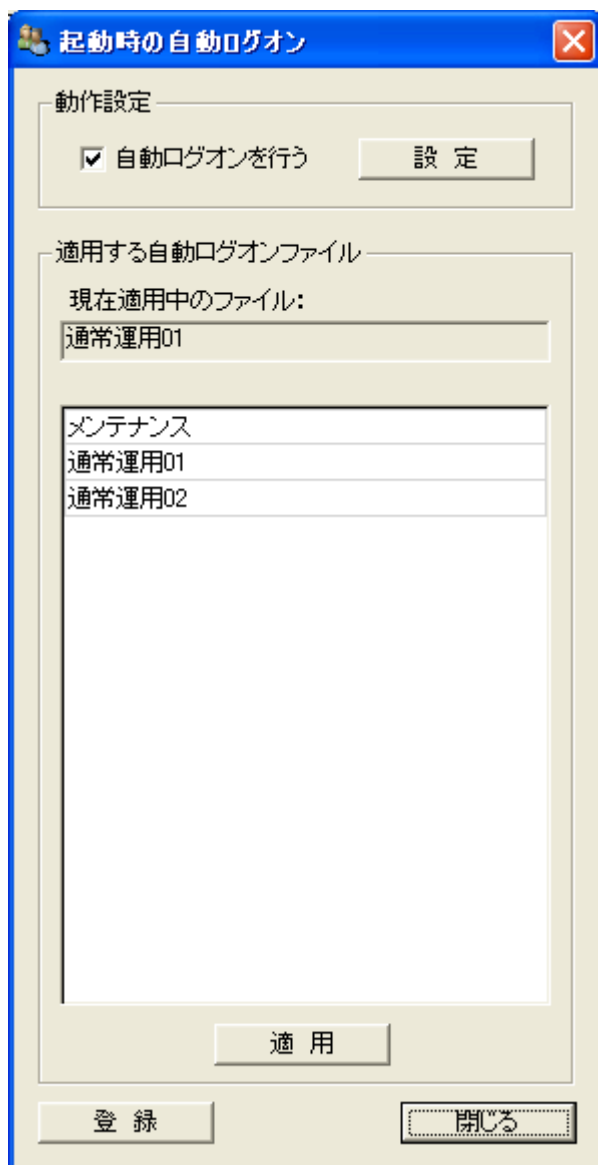 起動時の自動ログオン
動作設定
自動ログオンを行う
設 定
適用する自動ログオンファイル
現在適用中のファイル：
通常運用01
メンテナンス
通常運用01
通常運用02
適 用
登 録
閉じる